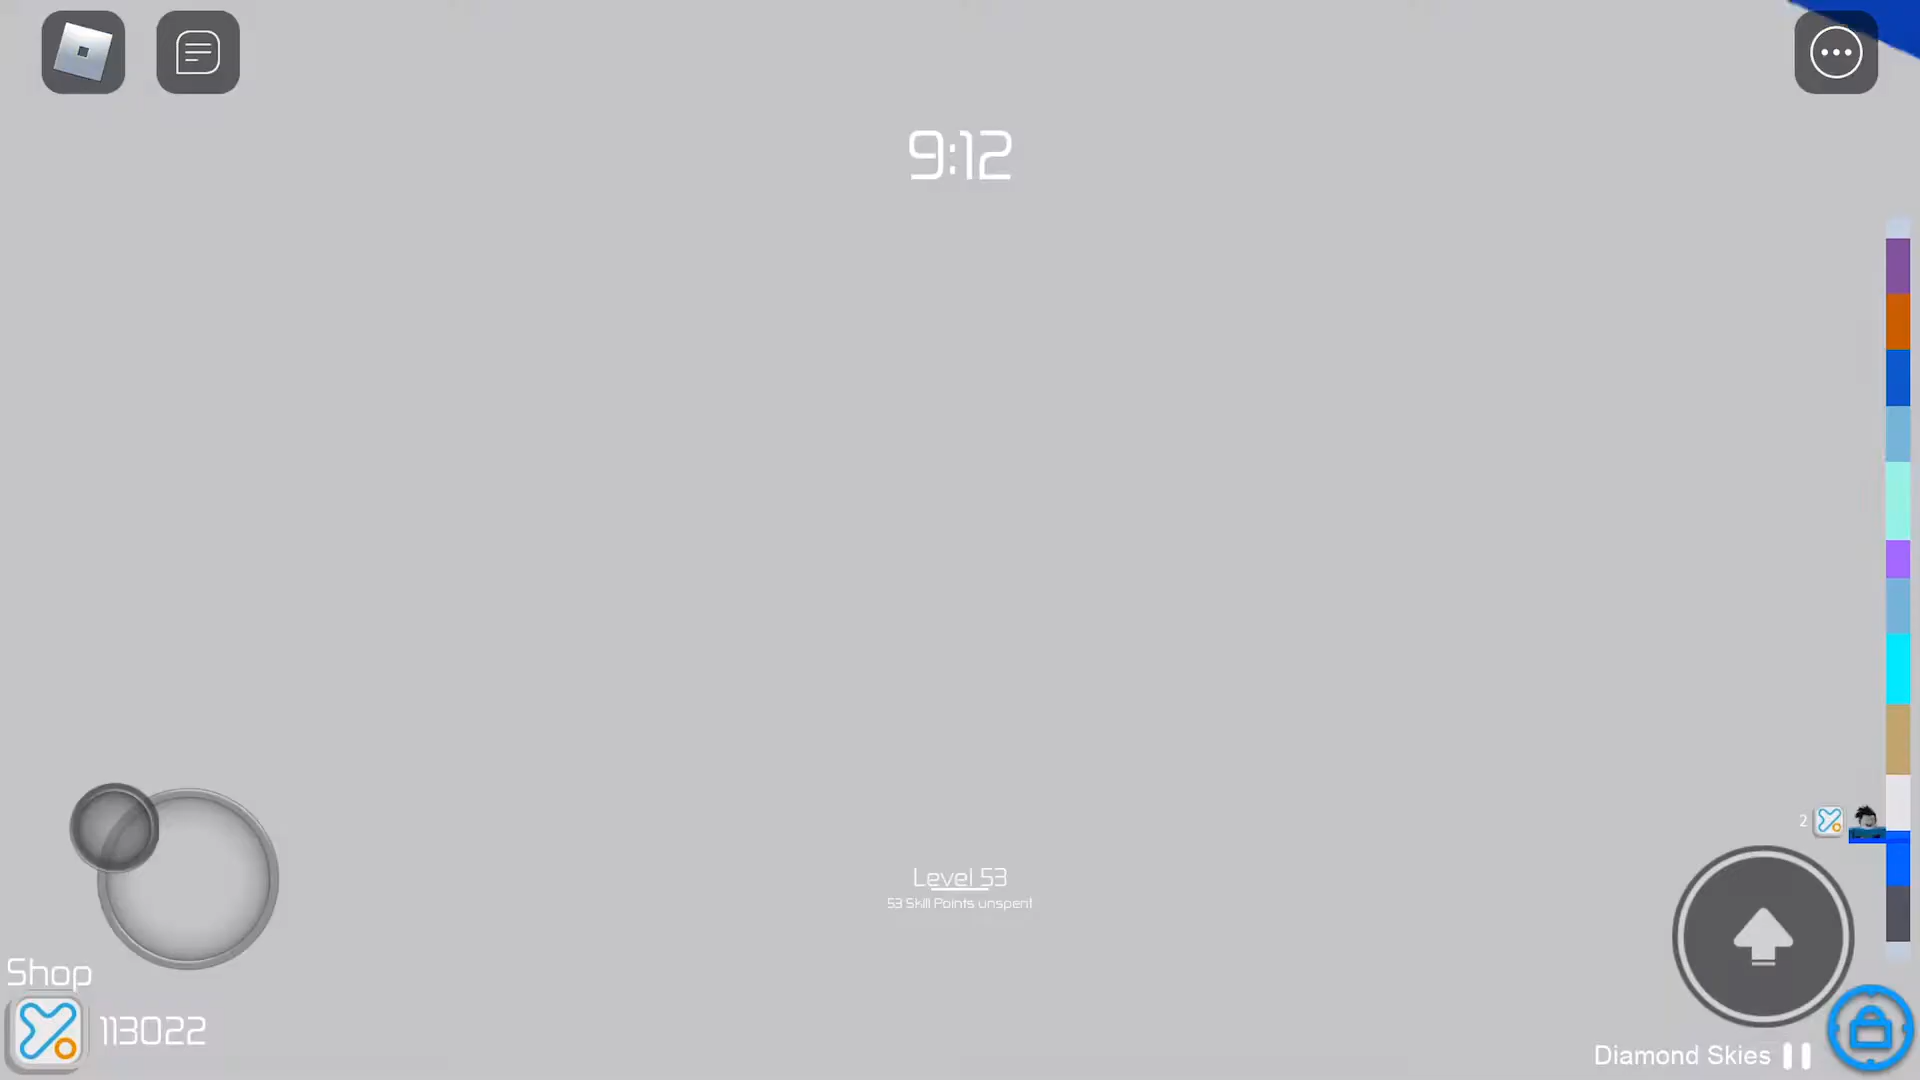 9:12
2
Level 53
53 Skill Points unspent
Shop
113022
Diamond Skies